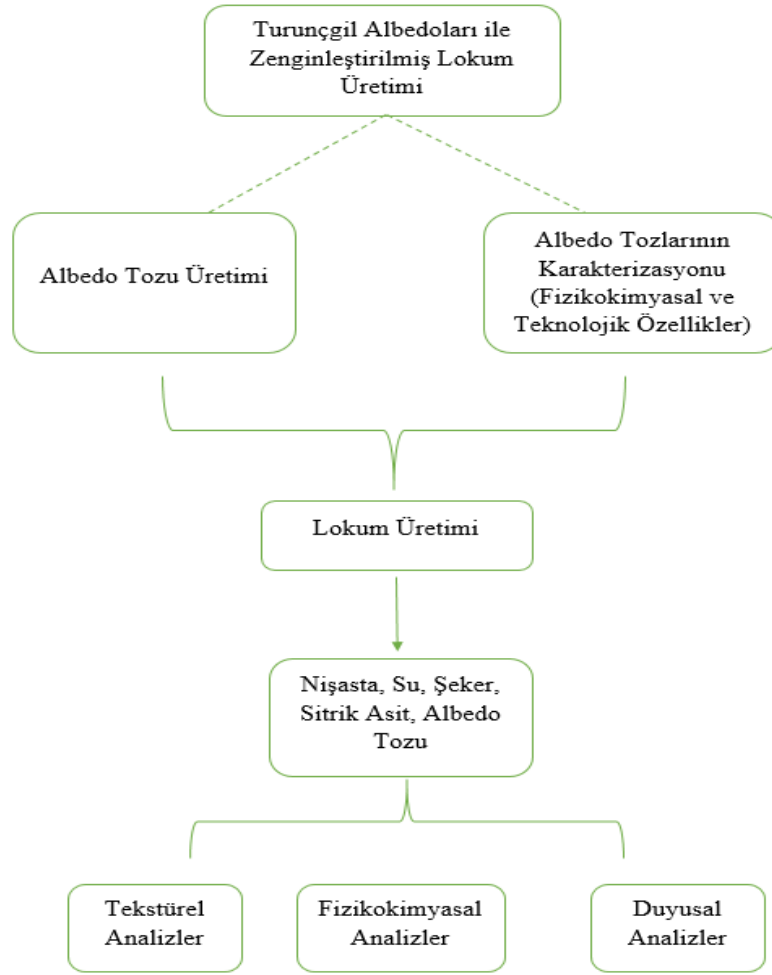 Turunçgil Albedoları ile
Zenginleştirilmiş Lokum
Üretimi
Albedo Tozu Üretimi
Albedo Tozlarının
Karakterizasyonu
(Fizikokimyasal ve
Teknolojik Özellikler)
Lokum Üretimi
Nişasta, Su, Şeker,
Sitrik Asit, Albedo
Tozu
Tekstürel
Analizler
Fizikokimyasal
Analizler
Duyusal
Analizler